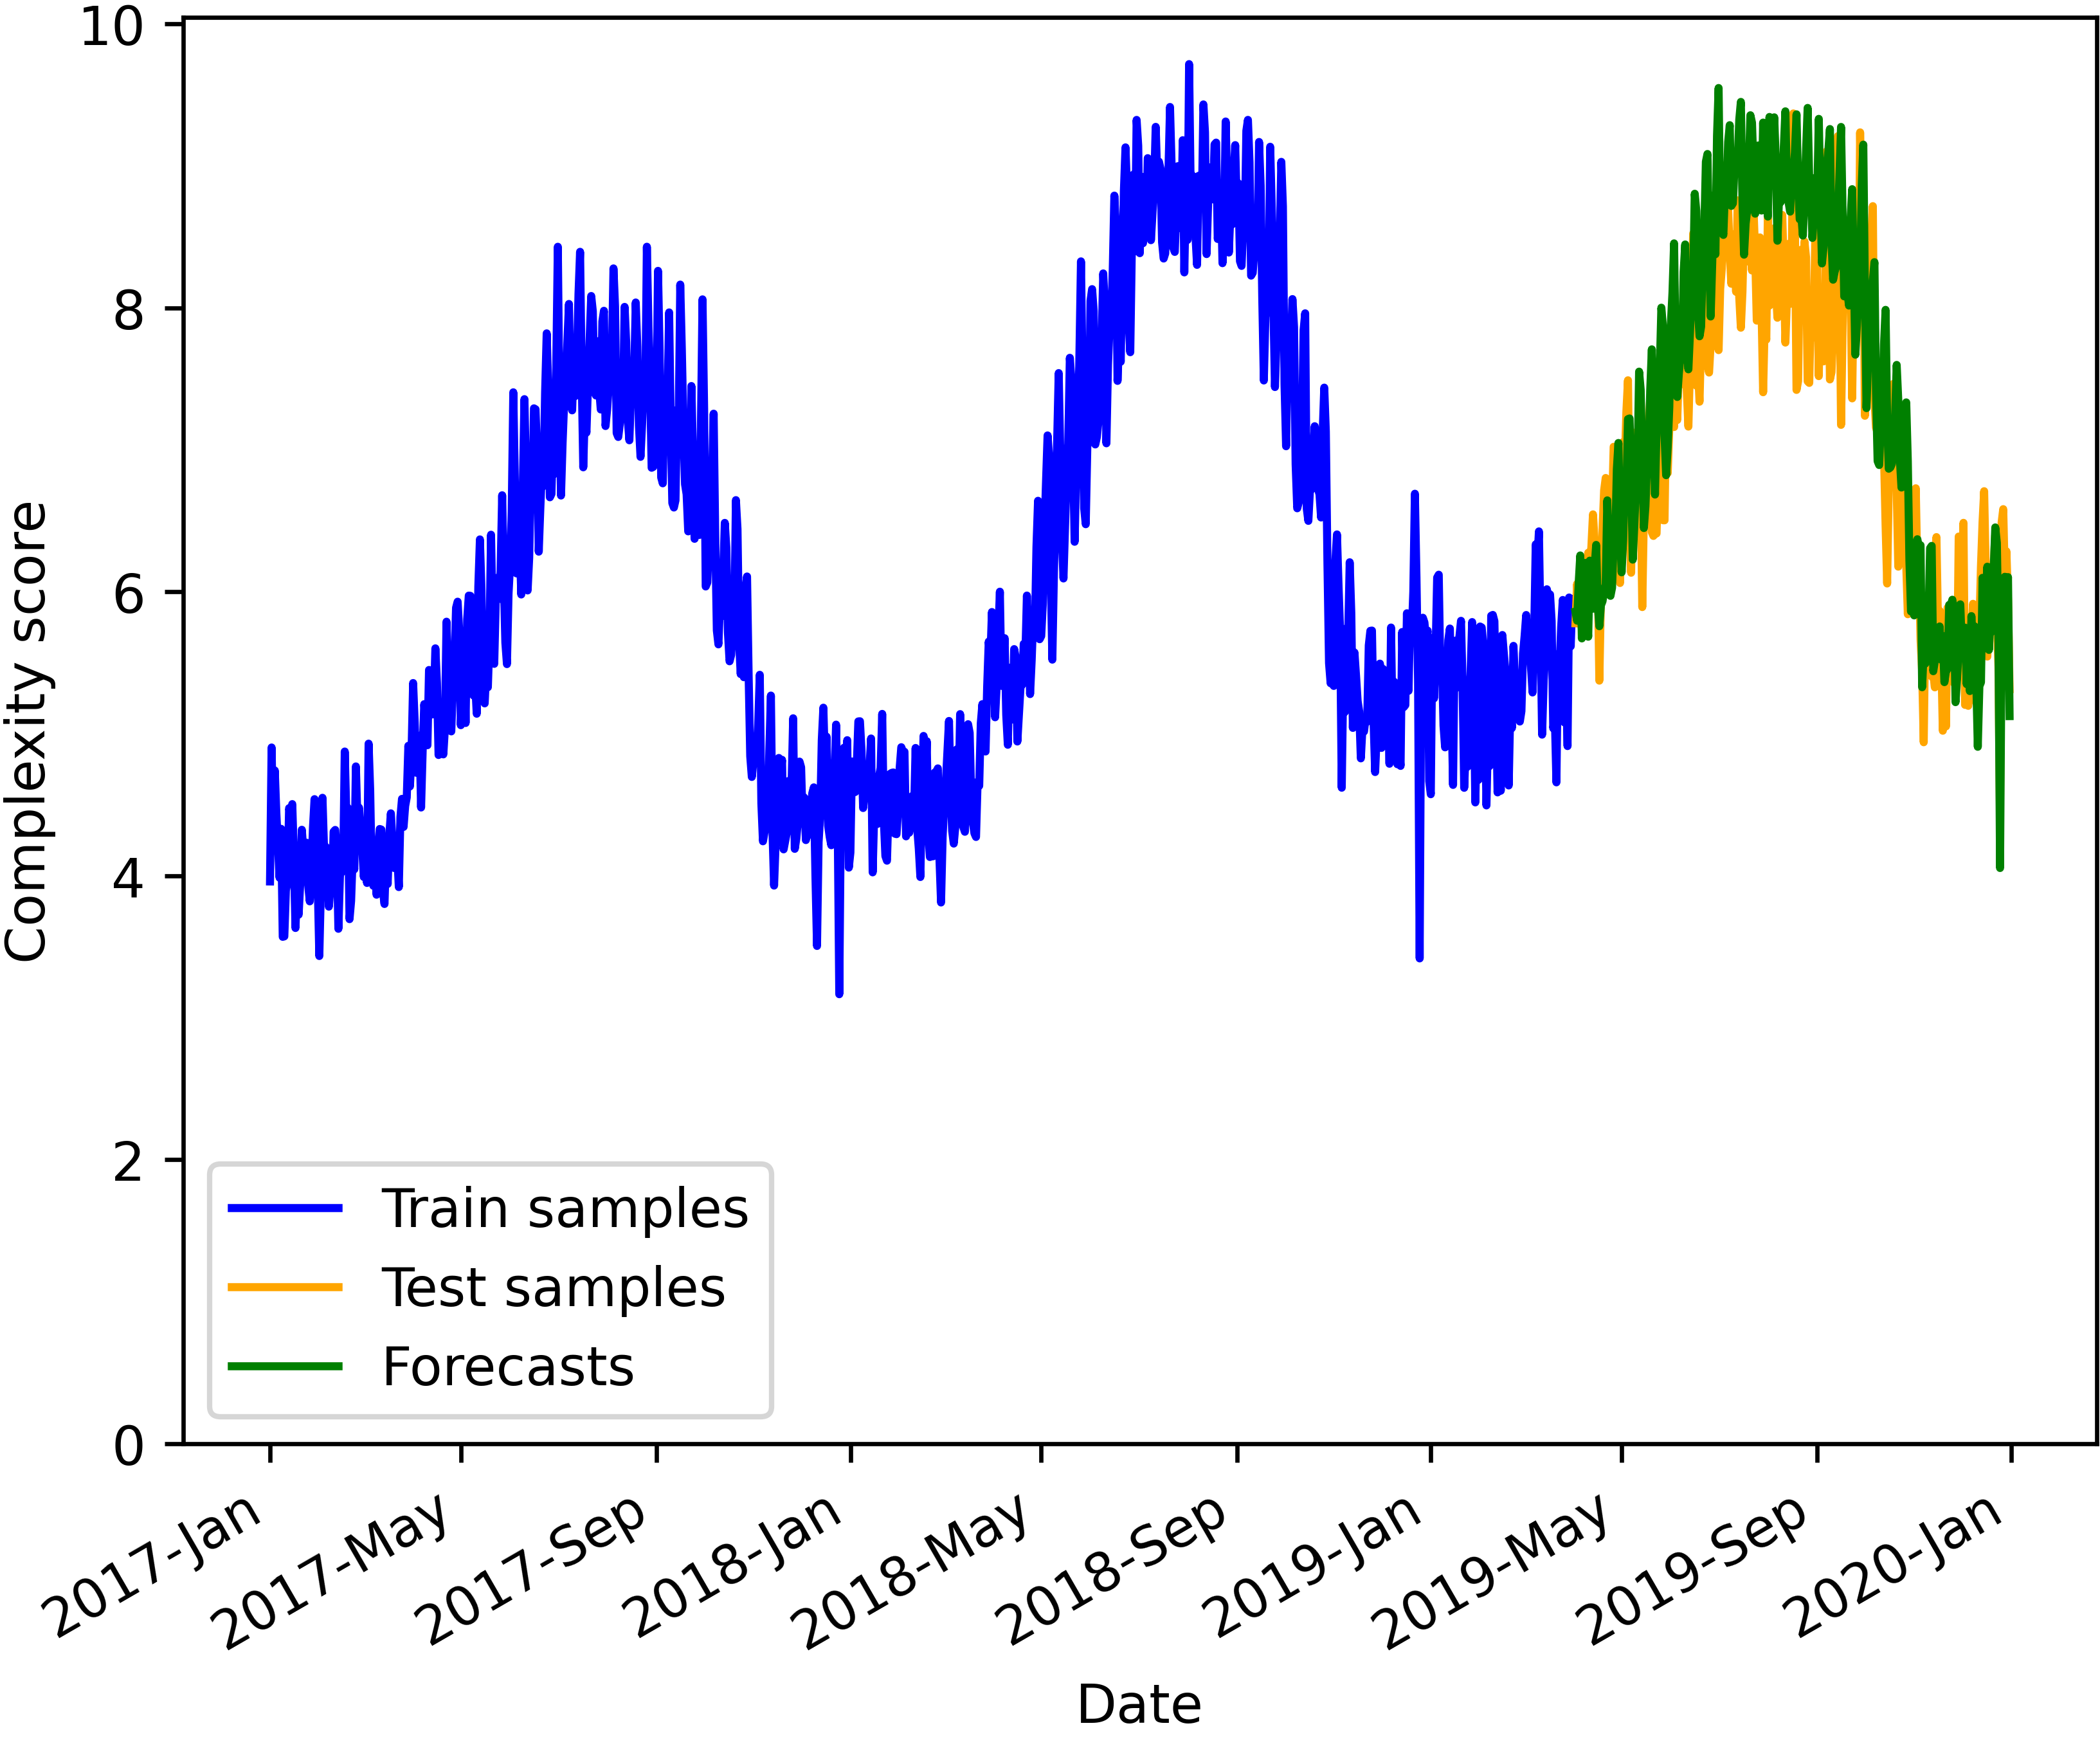 10
8
6
4
2
0
Complexity score
Train samples
Test samples
Forecasts
2017-Jan
2017-May
2017-Sep
2018-Jan
2018-May
2018-Sep
2019-Jan
2019-May
2019-Sep
2020-Jan
Date